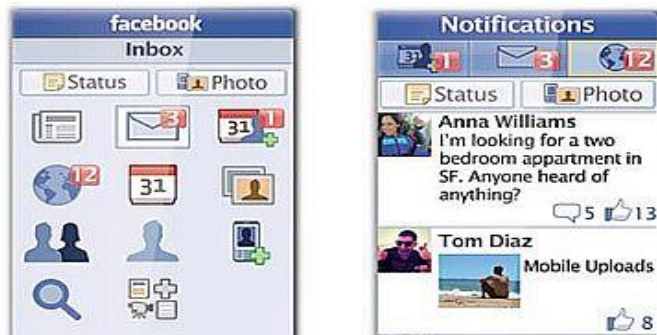 facebook
Inbox
Status
Photo
3
1
31
12
31
Notifications
1
3
12
Status
Photo
Anna Williams
I'm looking for a two
bedroom appartment in
SF. Anyone heard of
anything?
5 13
Tom Diaz
Mobile Uploads
8